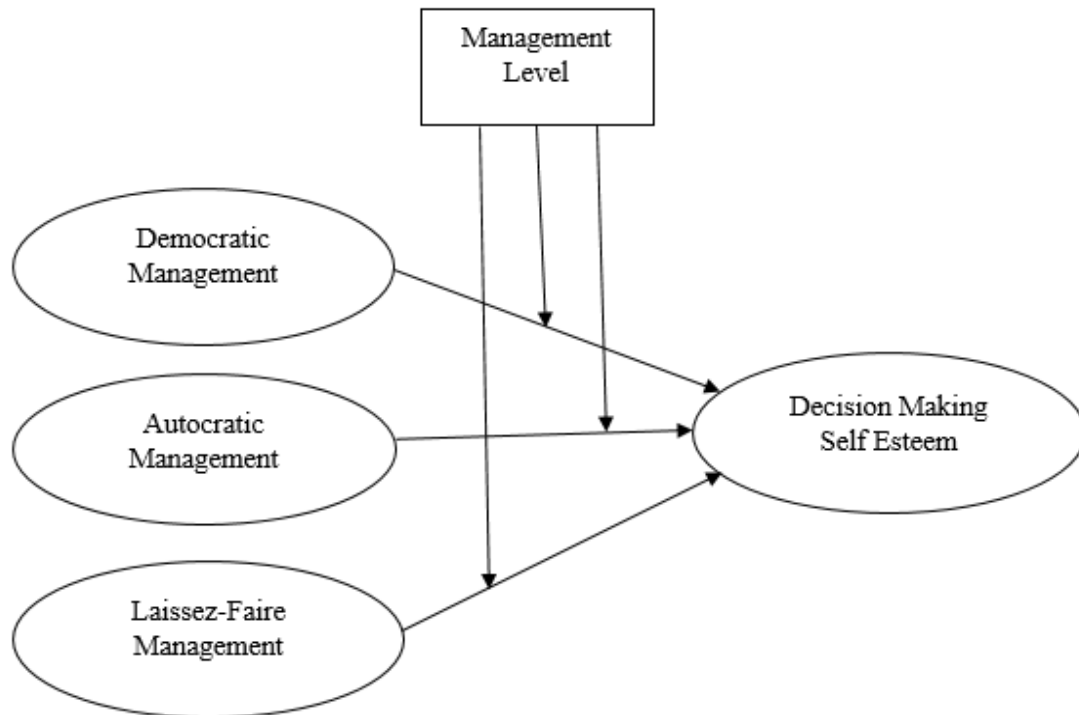 Management
Level
Democratic
Management
Autocratic
Management
Decision Making
Self Esteem
Laissez-Faire
Management